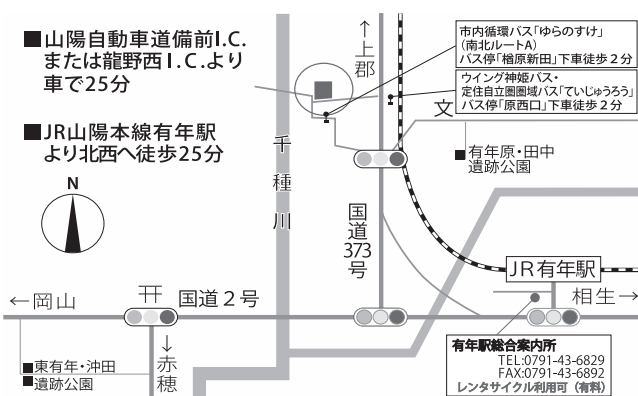 ■山陽自動車道備前I.C.
または龍野西I.C.より
車で25分
■JR山陽本線有年駅
より北西へ徒歩25分
N
↑上郡
市内循環バス「ゆらのすけ」
(南北ルートA)
バス停「楢原新田」下車徒歩2分
ウイング神姫バス・
定住自立圏圏域バス「ていじゅうろう」
バス停「原西口」下車徒歩2分
文
■有年原・田中
遺跡公園
千種川
国道373号
JR有年駅
←岡山
国道2号
相生→
↓赤穂
■東有年・沖田
■遺跡公園
有年駅総合案内所
TEL:0791-43-6829
FAX:0791-43-6892
レンタサイクル利用可(有料)